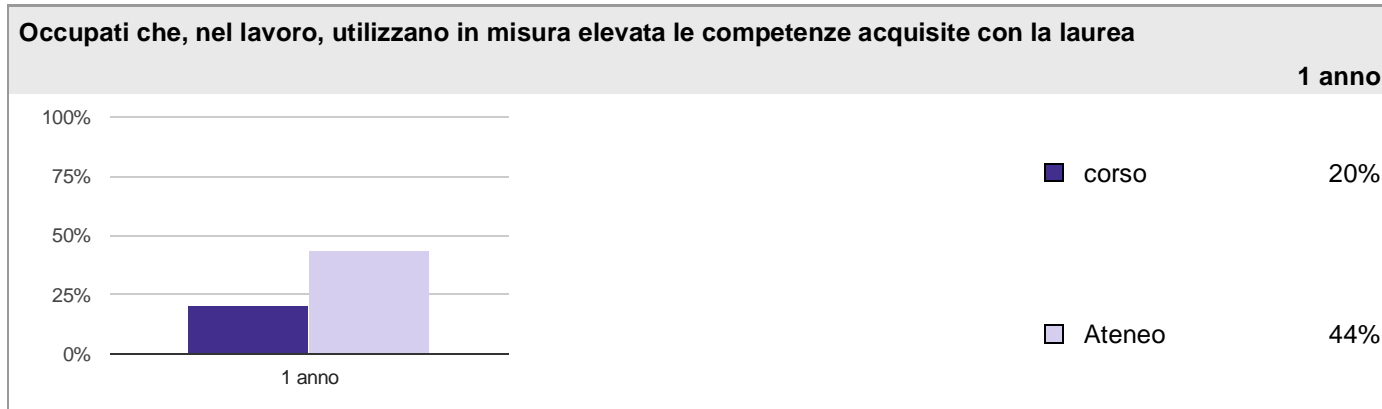 Occupati che, nel lavoro, utilizzano in misura elevata le competenze acquisite con la laurea
1 anno
100%
75%
50%
25%
0%
1 anno
corso 20%
Ateneo 44%